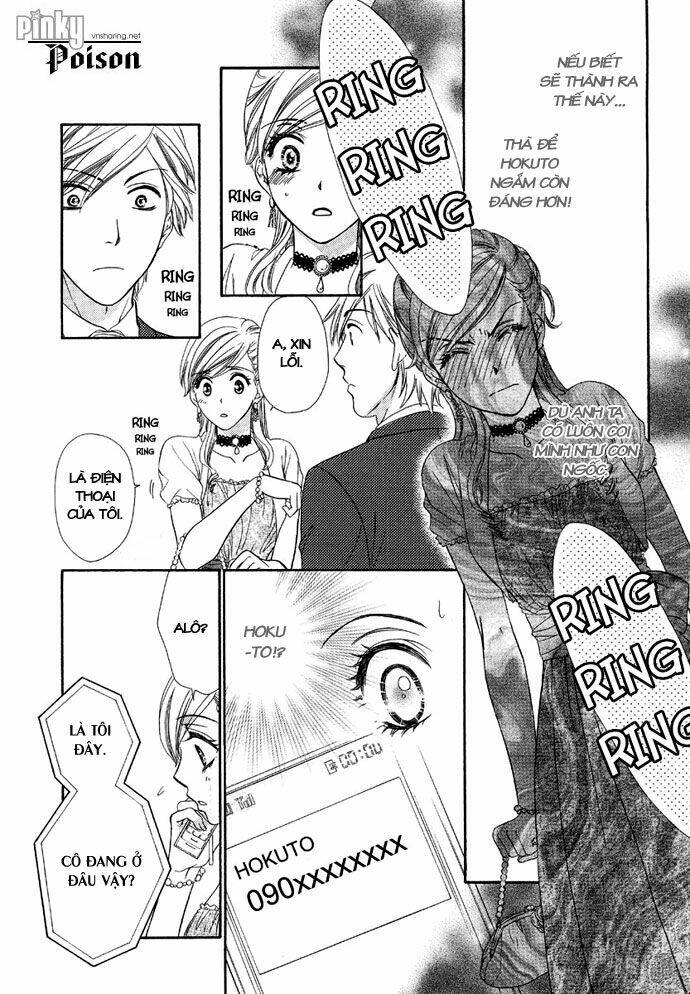 Pinky
vnsharing.net
Poison
NẾU BIẾT
SẼ THÀNH RA
THẾ NÀY...
THÀ ĐỂ
HOKUTO
NGẮM CÒN
ĐÁNG HƠN!
RING
RING
RING
RING
RING
RING
RING
RING
RING
DÙ ANH TA
CÓ LUÔN COI
MÌNH NHƯ CON
NGỐC
A, XIN
LỖI.
RING
RING
RING
LÀ ĐIỆN
THOẠI
CỦA TÔI.
RING
RING
RING
HOKU
-TO!?
00:00
HOKUTO
090xxxxxxxx
ALÔ?
LÀ TÔI
ĐÂY.
CÔ ĐANG Ở
ĐÂU VẬY?